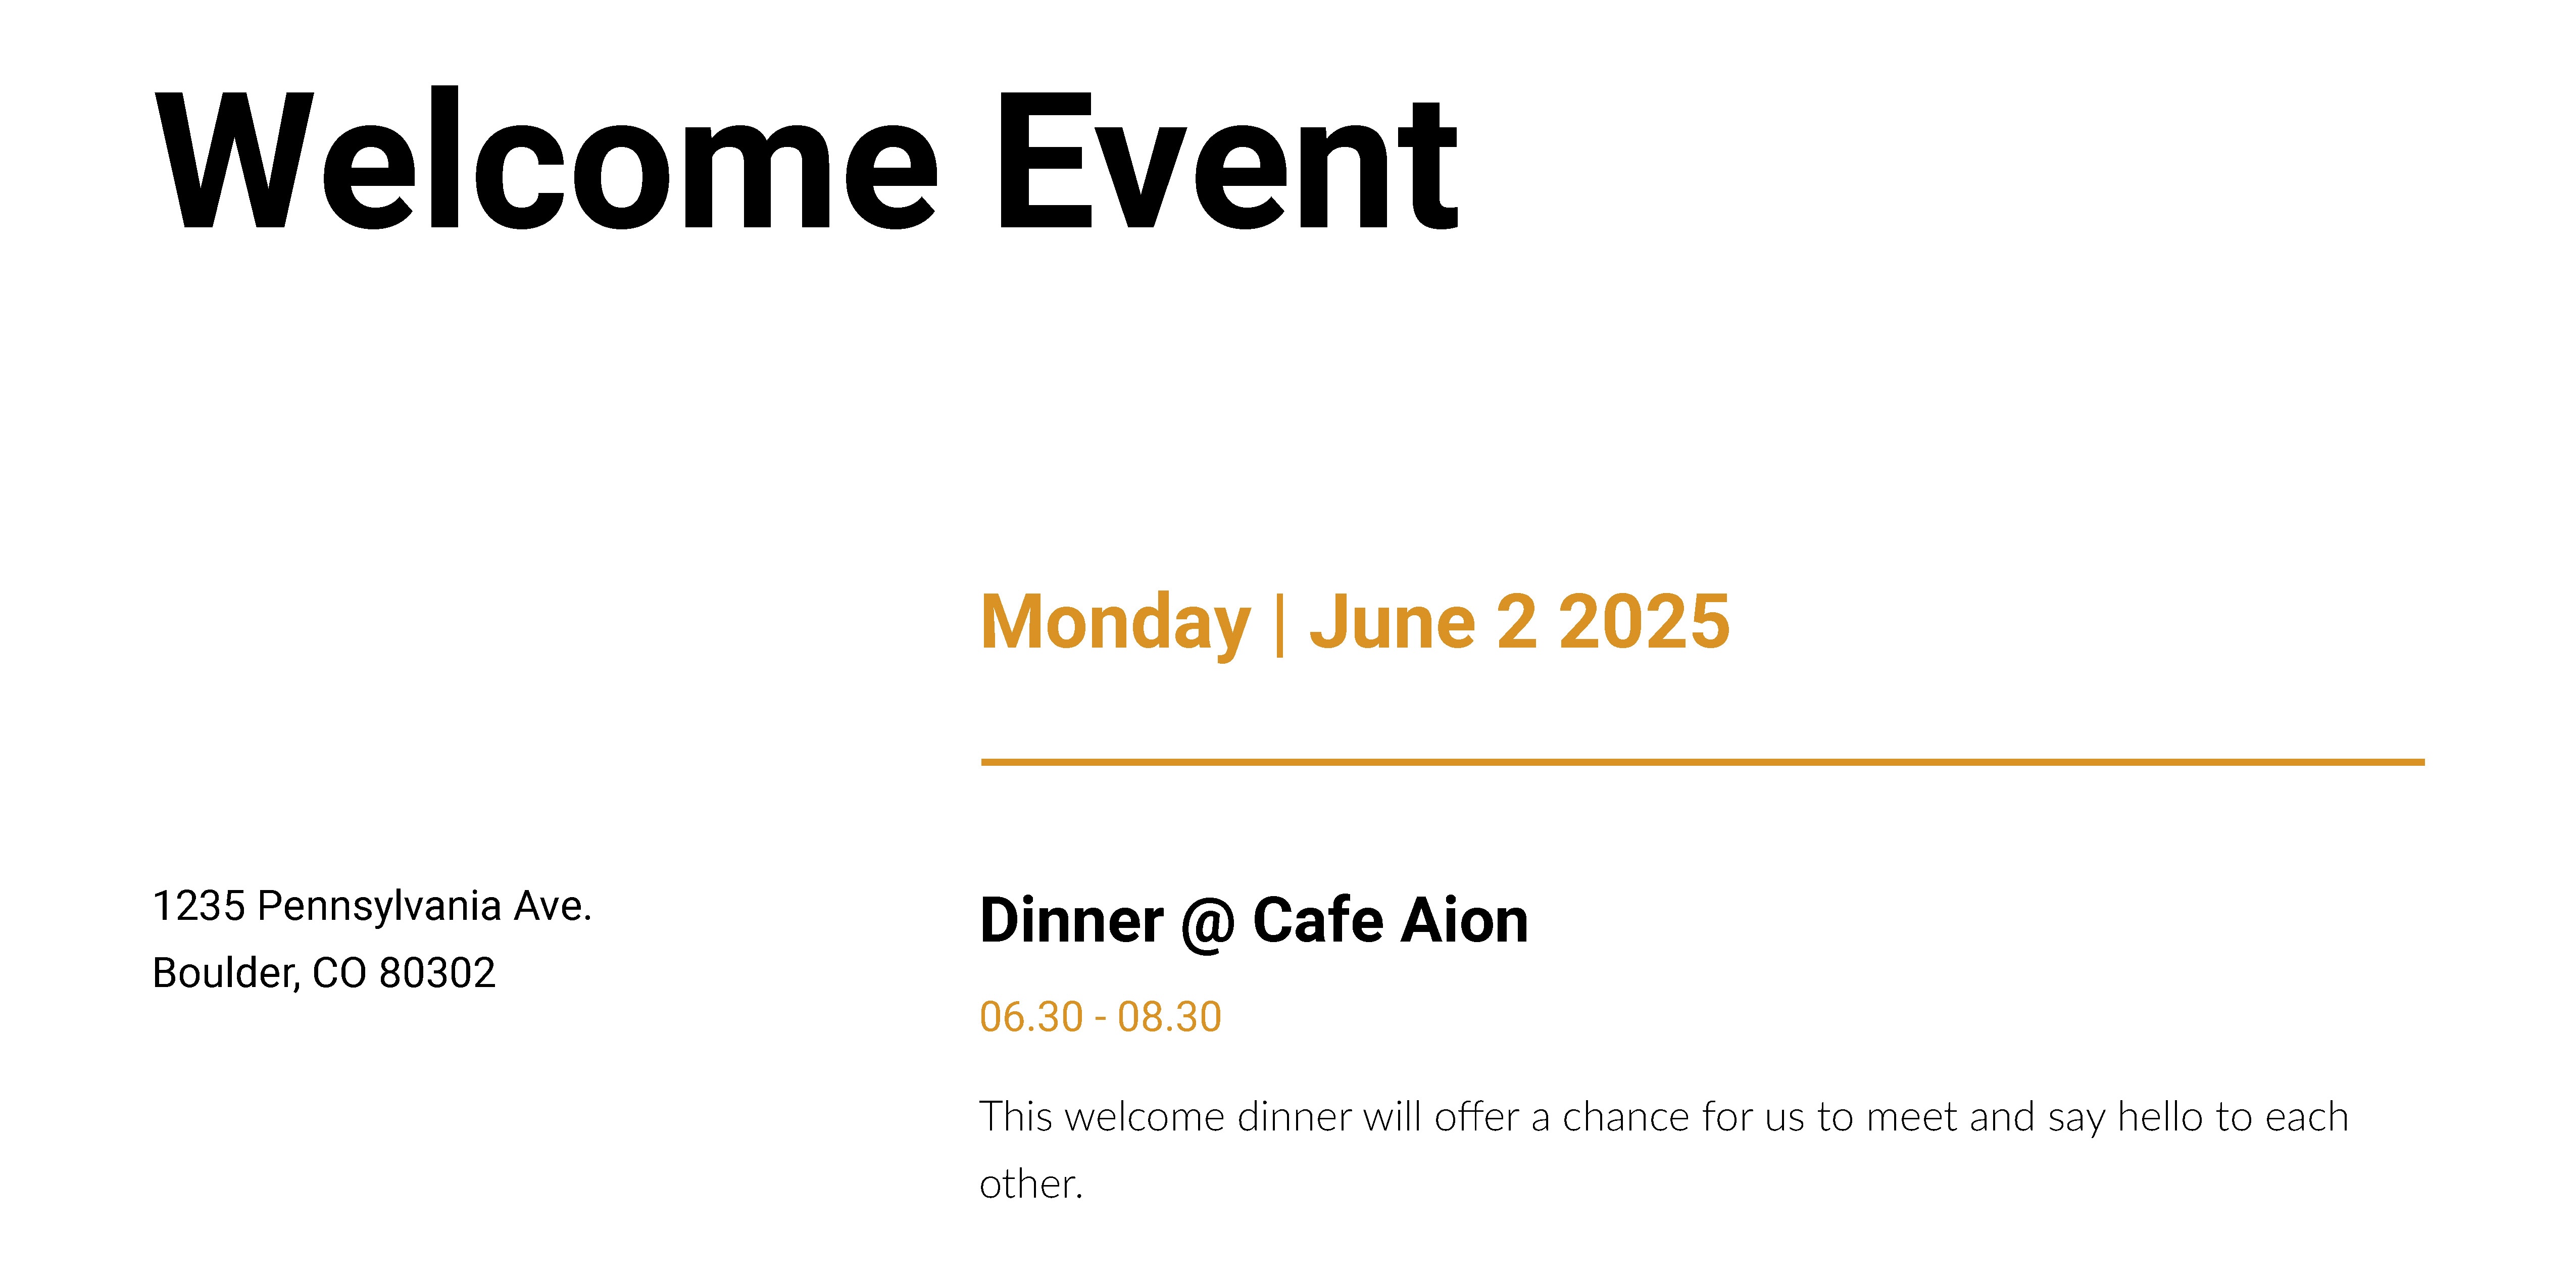 Welcome Event
Monday | June 2 2025
1235 Pennsylvania Ave.
Boulder, CO 80302
Dinner @ Cafe Aion
06.30 - 08.30
This welcome dinner will offer a chance for us to meet and say hello to each
other.